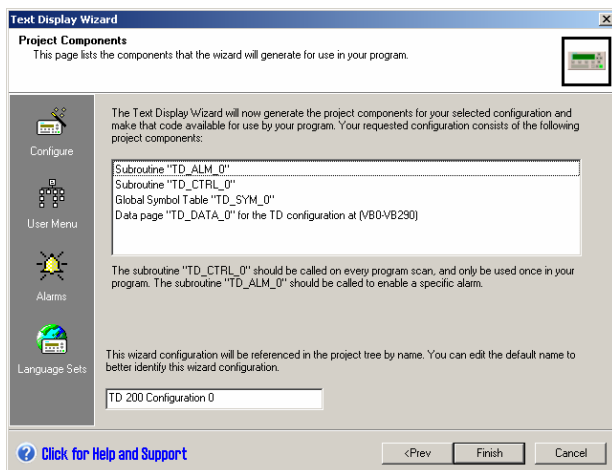 Text Display Wizard
Project Components
This page lists the components that the wizard will generate for use in your program.
The Text Display Wizard will now generate the project components for your selected configuration and
make that code available for use by your program. Your requested configuration consists of the following
project components:
Configure
Subroutine "TD_ALM_0"
Subroutine "TD_CTRL_0"
Global Symbol Table "TD_SYM_0"
Data page "TD_DATA_0" for the TD configuration at (VB0-VB290)
User Menu
The subroutine "TD_CTRL_0" should be called on every program scan, and only be used once in your
program. The subroutine "TD_ALM_0" should be called to enable a specific alarm.
Alarms
Language Sets
This wizard configuration will be referenced in the project tree by name. You can edit the default name to
better identify this wizard configuration.
TD 200 Configuration 0
Click for Help and Support
<Prev
Finish
Cancel